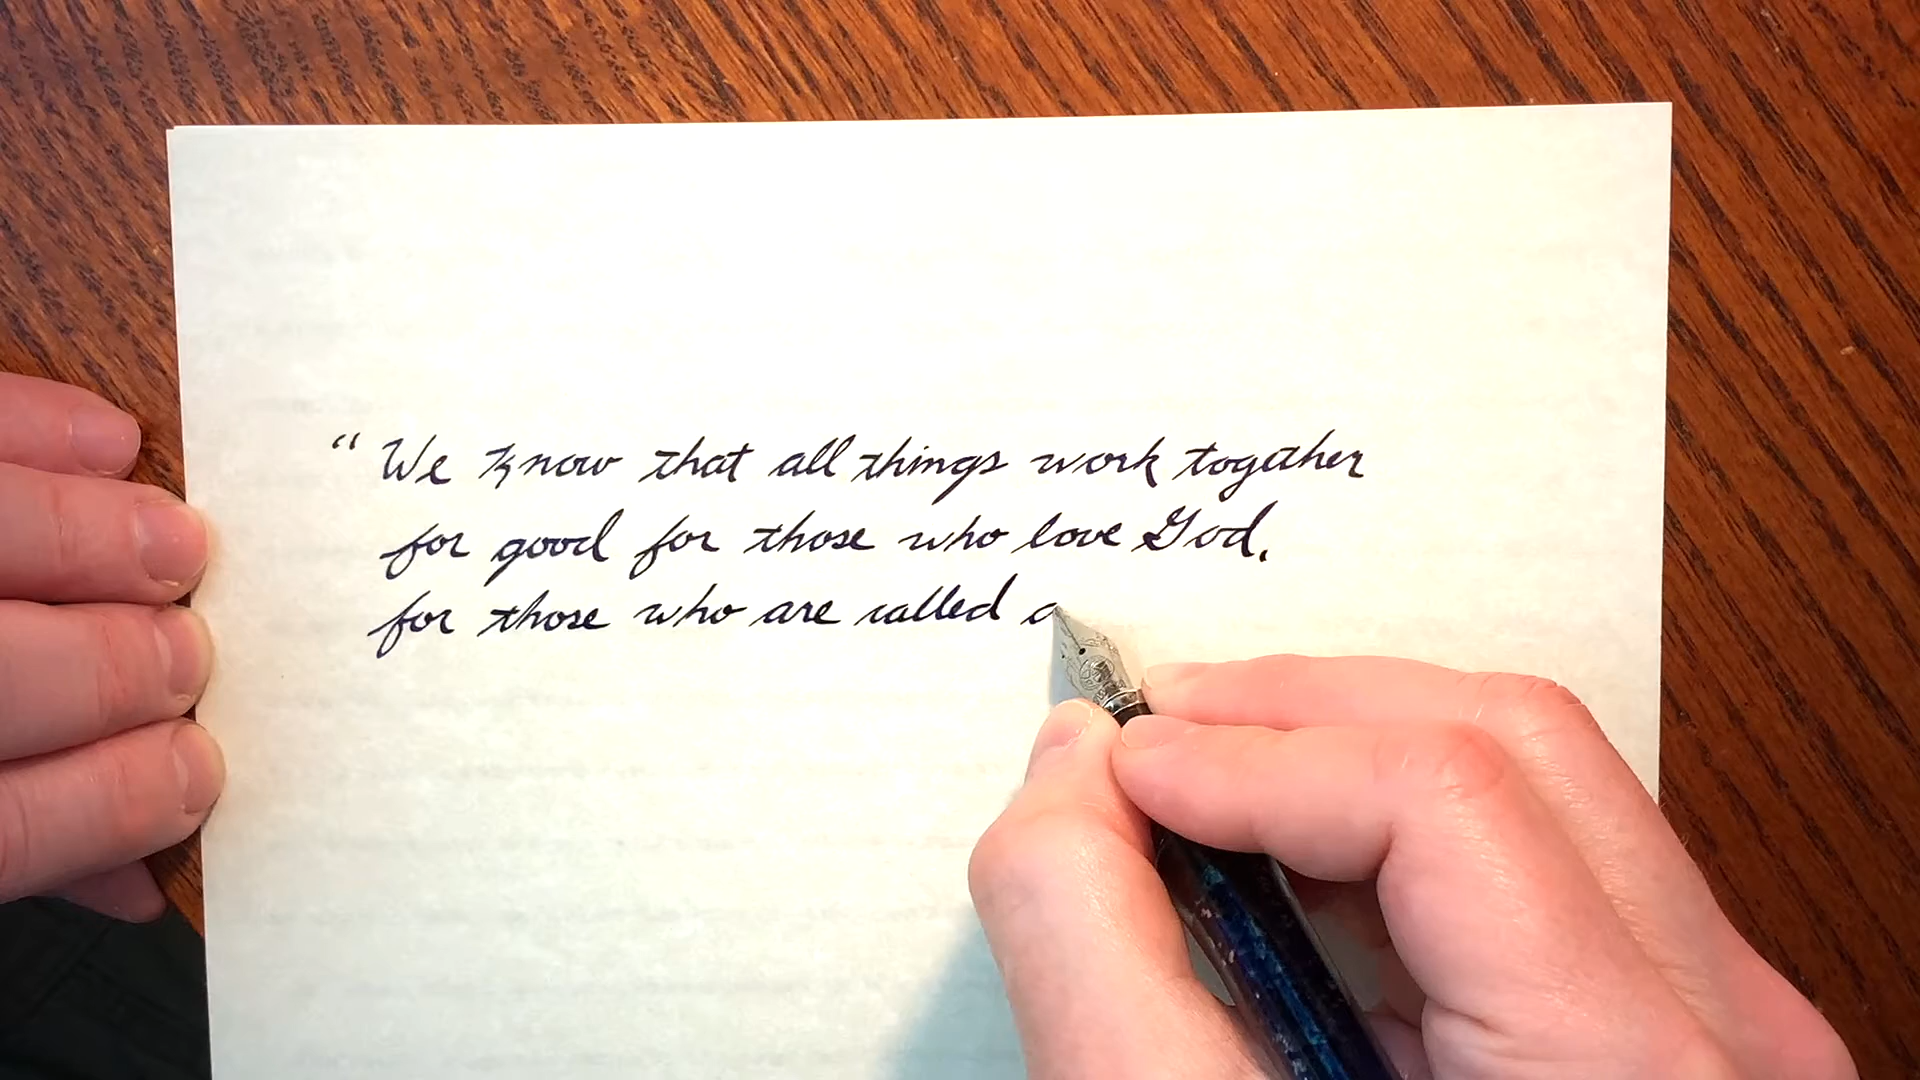 “We know that all things work together
for good for those who love God,
for those who are called a